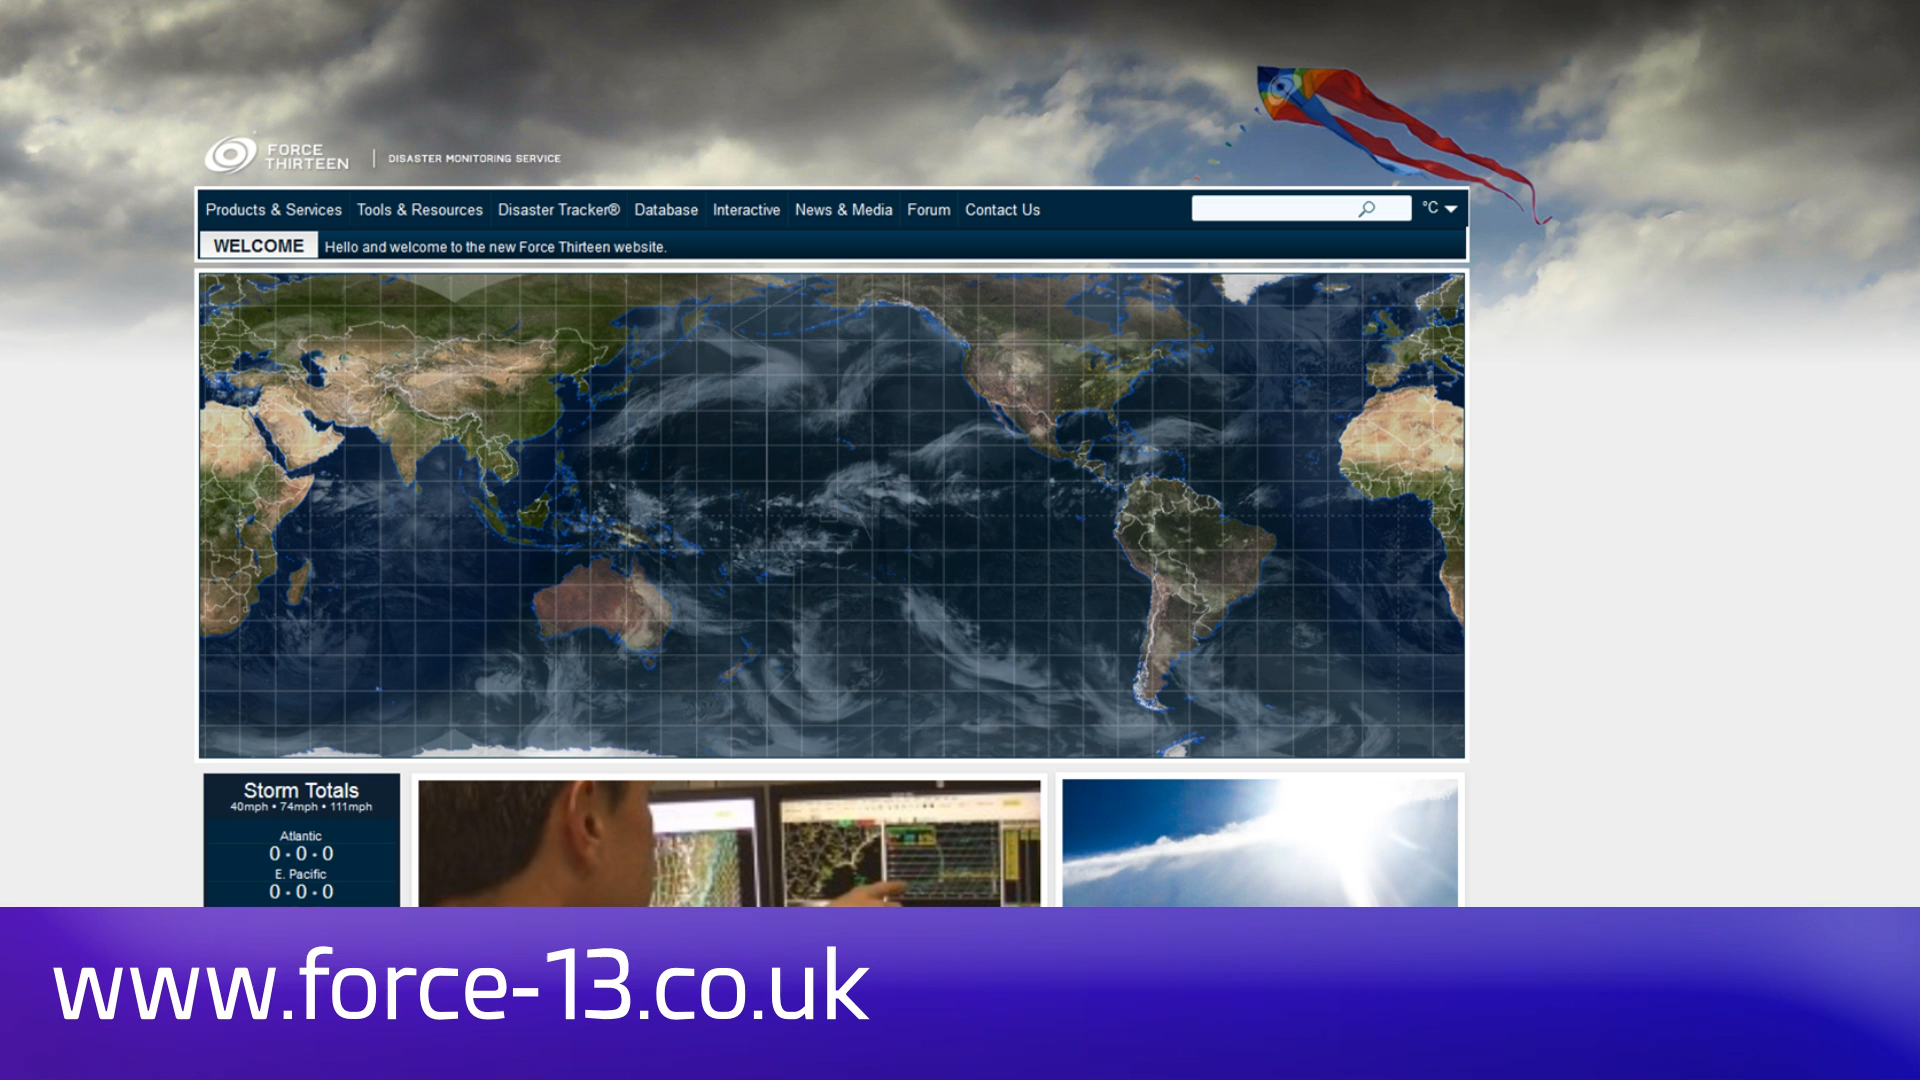 FORCE
THIRTEEN
DISASTER MONITORING SERVICE
Products & Services Tools & Resources Disaster Tracker® Database Interactive News & Media Forum Contact Us °C
WELCOME Hello and welcome to the new Force Thirteen website.
Storm Totals
40mph • 74mph • 111mph
Atlantic
0 - 0 - 0
E. Pacific
0 - 0 - 0
www.force-13.co.uk